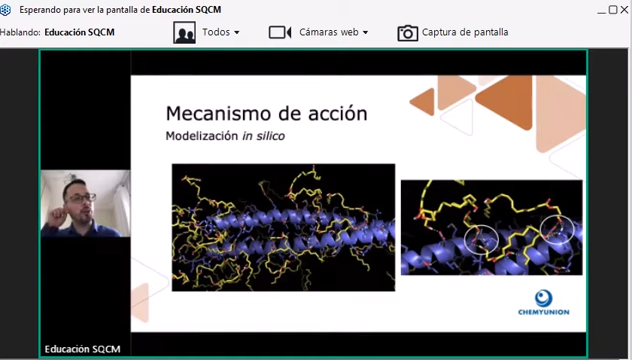 Esperando para ver la pantalla de Educación SQCM
Hablando: Educación SQCM
Todos
Cámaras web
Captura de pantalla
Mecanismo de acción
Modelización in silico
CHEMYUNION
Educación SQCM